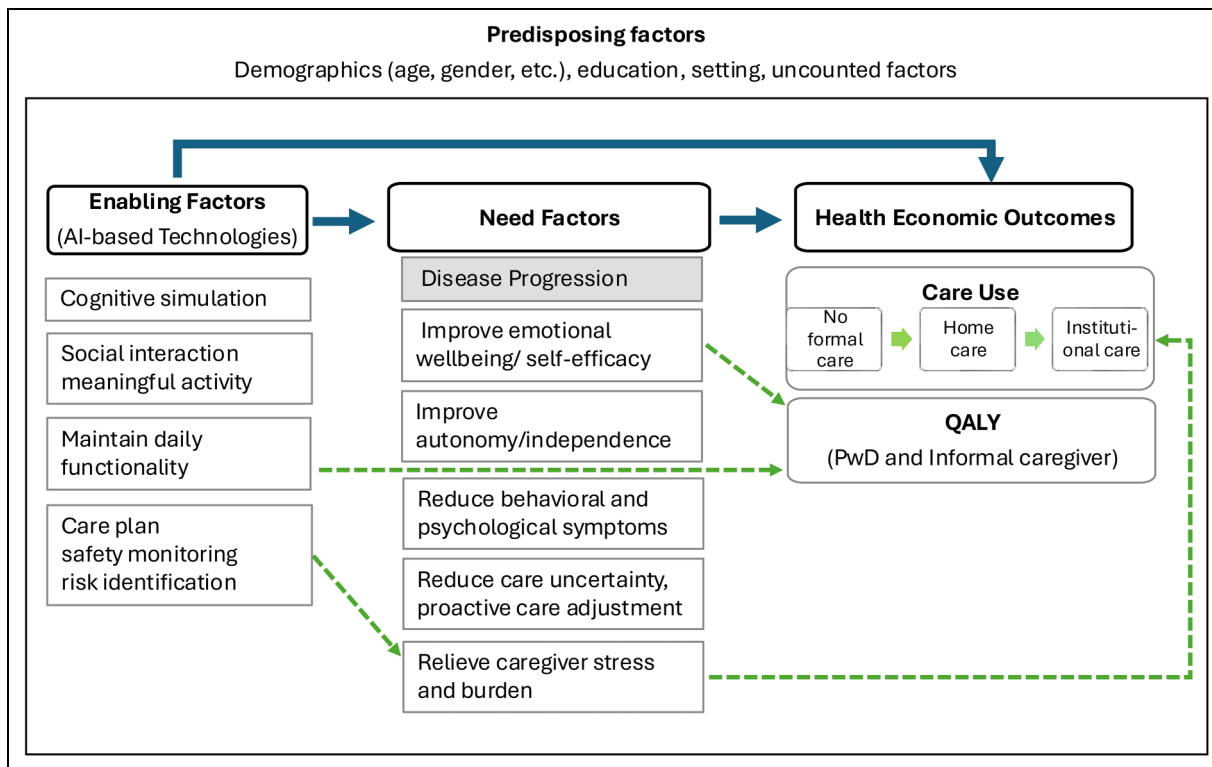 Predisposing factors
Demographics (age, gender, etc.), education, setting, uncounted factors
Enabling Factors
(AI-based Technologies)
Cognitive simulation
Social interaction
meaningful activity
Maintain daily
functionality
Care plan
safety monitoring
risk identification
Need Factors
Disease Progression
Improve emotional
wellbeing/ self-efficacy
Improve
autonomy/independence
Reduce behavioral and
psychological symptoms
Reduce care uncertainty,
proactive care adjustment
Relieve caregiver stress
and burden
Health Economic Outcomes
Care Use
No
formal
care
Home
care
Instituti-
onal care
QALY
(PwD and Informal caregiver)